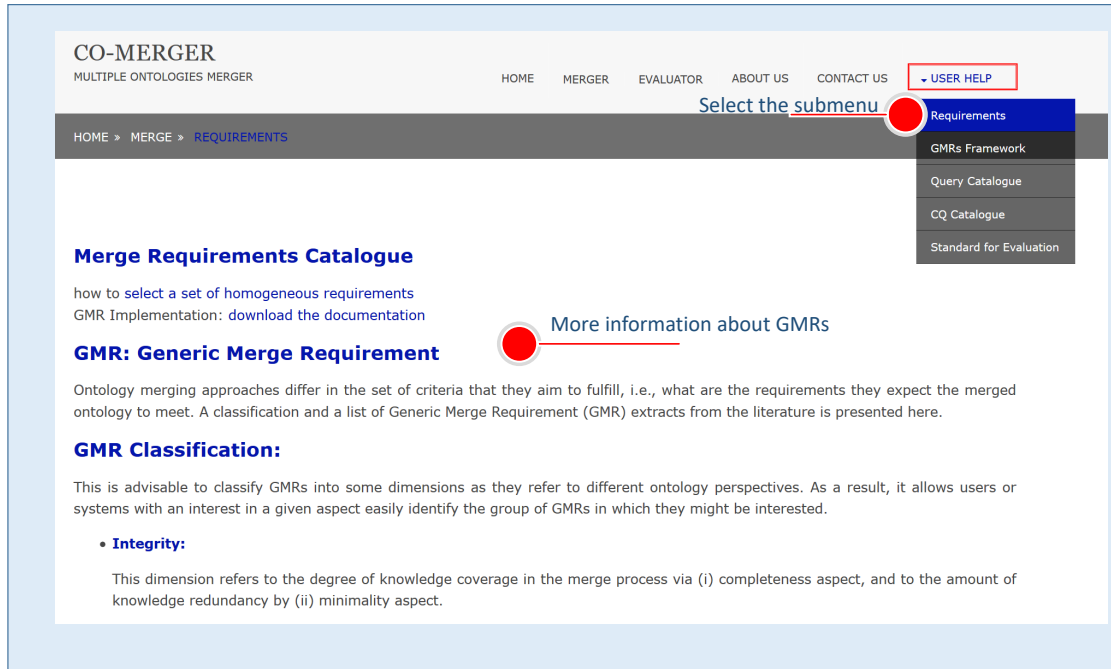 CO-MERGER
MULTIPLE ONTOLOGIES MERGER
HOME MERGER EVALUATOR ABOUT US CONTACT US USER HELP
Select the submenu
Requirements
GMRs Framework
Query Catalogue
CQ Catalogue
Standard for Evaluation
HOME » MERGE » REQUIREMENTS
Merge Requirements Catalogue
how to select a set of homogeneous requirements
GMR Implementation: download the documentation
More information about GMRs
GMR: Generic Merge Requirement
Ontology merging approaches differ in the set of criteria that they aim to fulfill, i.e., what are the requirements they expect the merged
ontology to meet. A classification and a list of Generic Merge Requirement (GMR) extracts from the literature is presented here.
GMR Classification:
This is advisable to classify GMRs into some dimensions as they refer to different ontology perspectives. As a result, it allows users or
systems with an interest in a given aspect easily identify the group of GMRs in which they might be interested.
• Integrity:
This dimension refers to the degree of knowledge coverage in the merge process via (i) completeness aspect, and to the amount of
knowledge redundancy by (ii) minimality aspect.